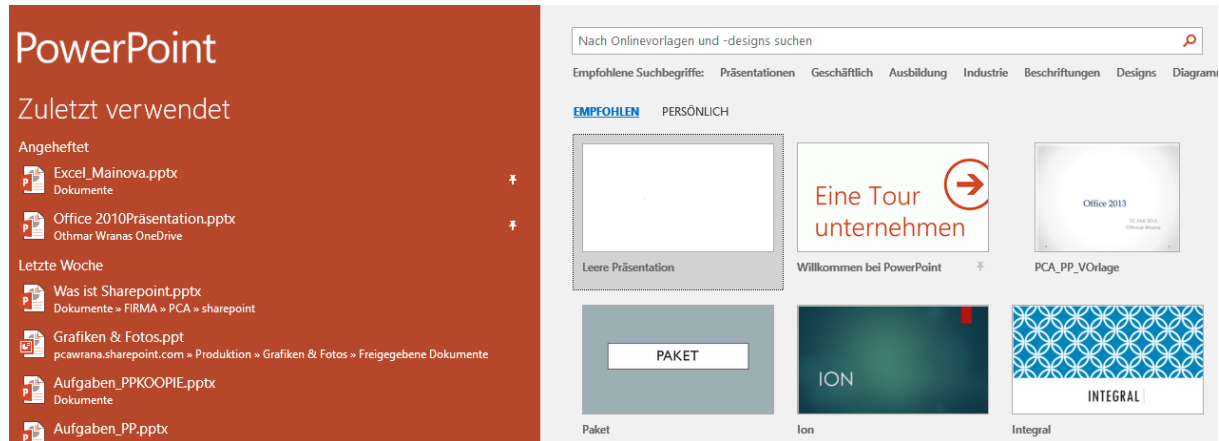 PowerPoint
Zuletzt verwendet
Angeheftet
Excel_Mainova.pptx
Dokumente
Office 2010Präsentation.pptx
Othmar Wranas OneDrive
Letzte Woche
Was ist Sharepoint.pptx
Dokumente » FIRMA » PCA » sharepoint
Grafiken & Fotos.ppt
pcawrana.sharepoint.com » Produktion » Grafiken & Fotos » Freigegebene Dokumente
Aufgaben_PPKOOPIE.pptx
Dokumente
Aufgaben_PP.pptx
Nach Onlinevorlagen und -designs suchen
Empfohlene Suchbegriffe: Präsentationen Geschäftlich Ausbildung Industrie Beschriftungen Designs Diagramm
EMPFOHLEN PERSÖNLICH
Eine Tour
unternehmen
Office 2013
Othmar Wrana
Leere Präsentation Willkommen bei PowerPoint PCA_PP_VOrlage
PAKET
ION
INTEGRAL
Paket Ion Integral